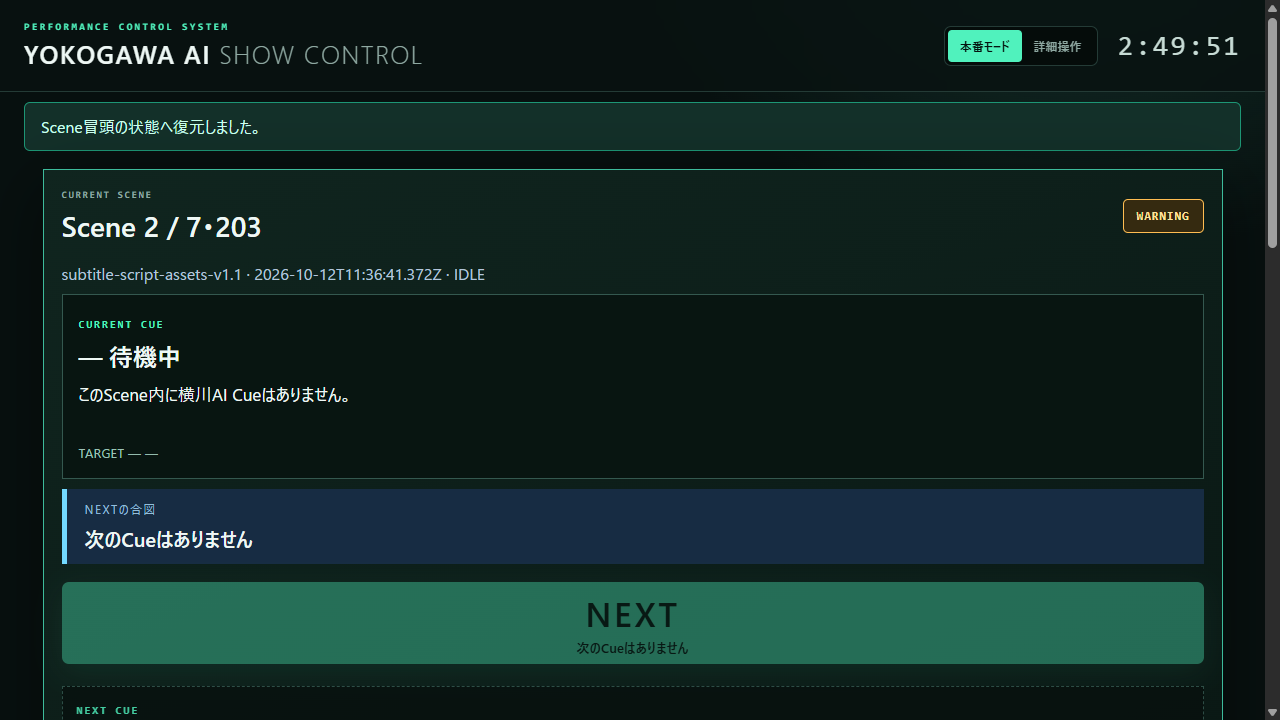 PERFORMANCE CONTROL SYSTEM
YOKOGAWA AI SHOW CONTROL
本番モード
詳細操作
2:49:51
Scene冒頭の状態へ復元しました。
CURRENT SCENE
Scene 2 / 7・203
WARNING
subtitle-script-assets-v1.1 · 2026-10-12T11:36:41.372Z · IDLE
CURRENT CUE
— 待機中
このScene内に横川AI Cueはありません。
TARGET — —
NEXTの合図
次のCueはありません
NEXT
次のCueはありません
NEXT CUE